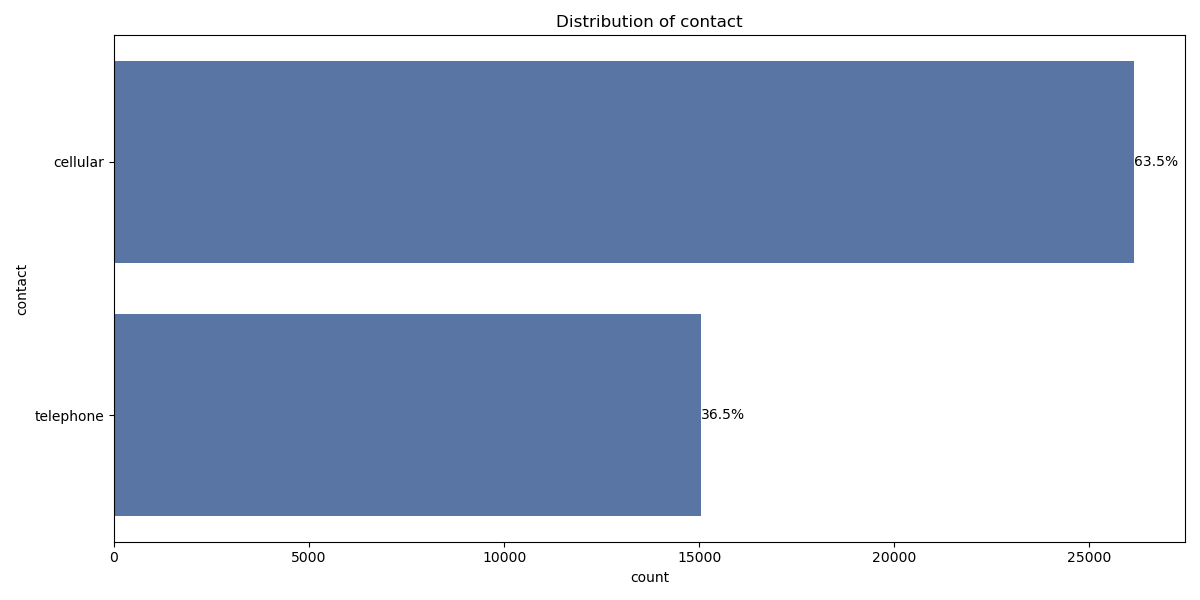 Distribution of contact
cellular
63.5%
contact
telephone
36.5%
0 5000 10000 15000 20000 25000
count